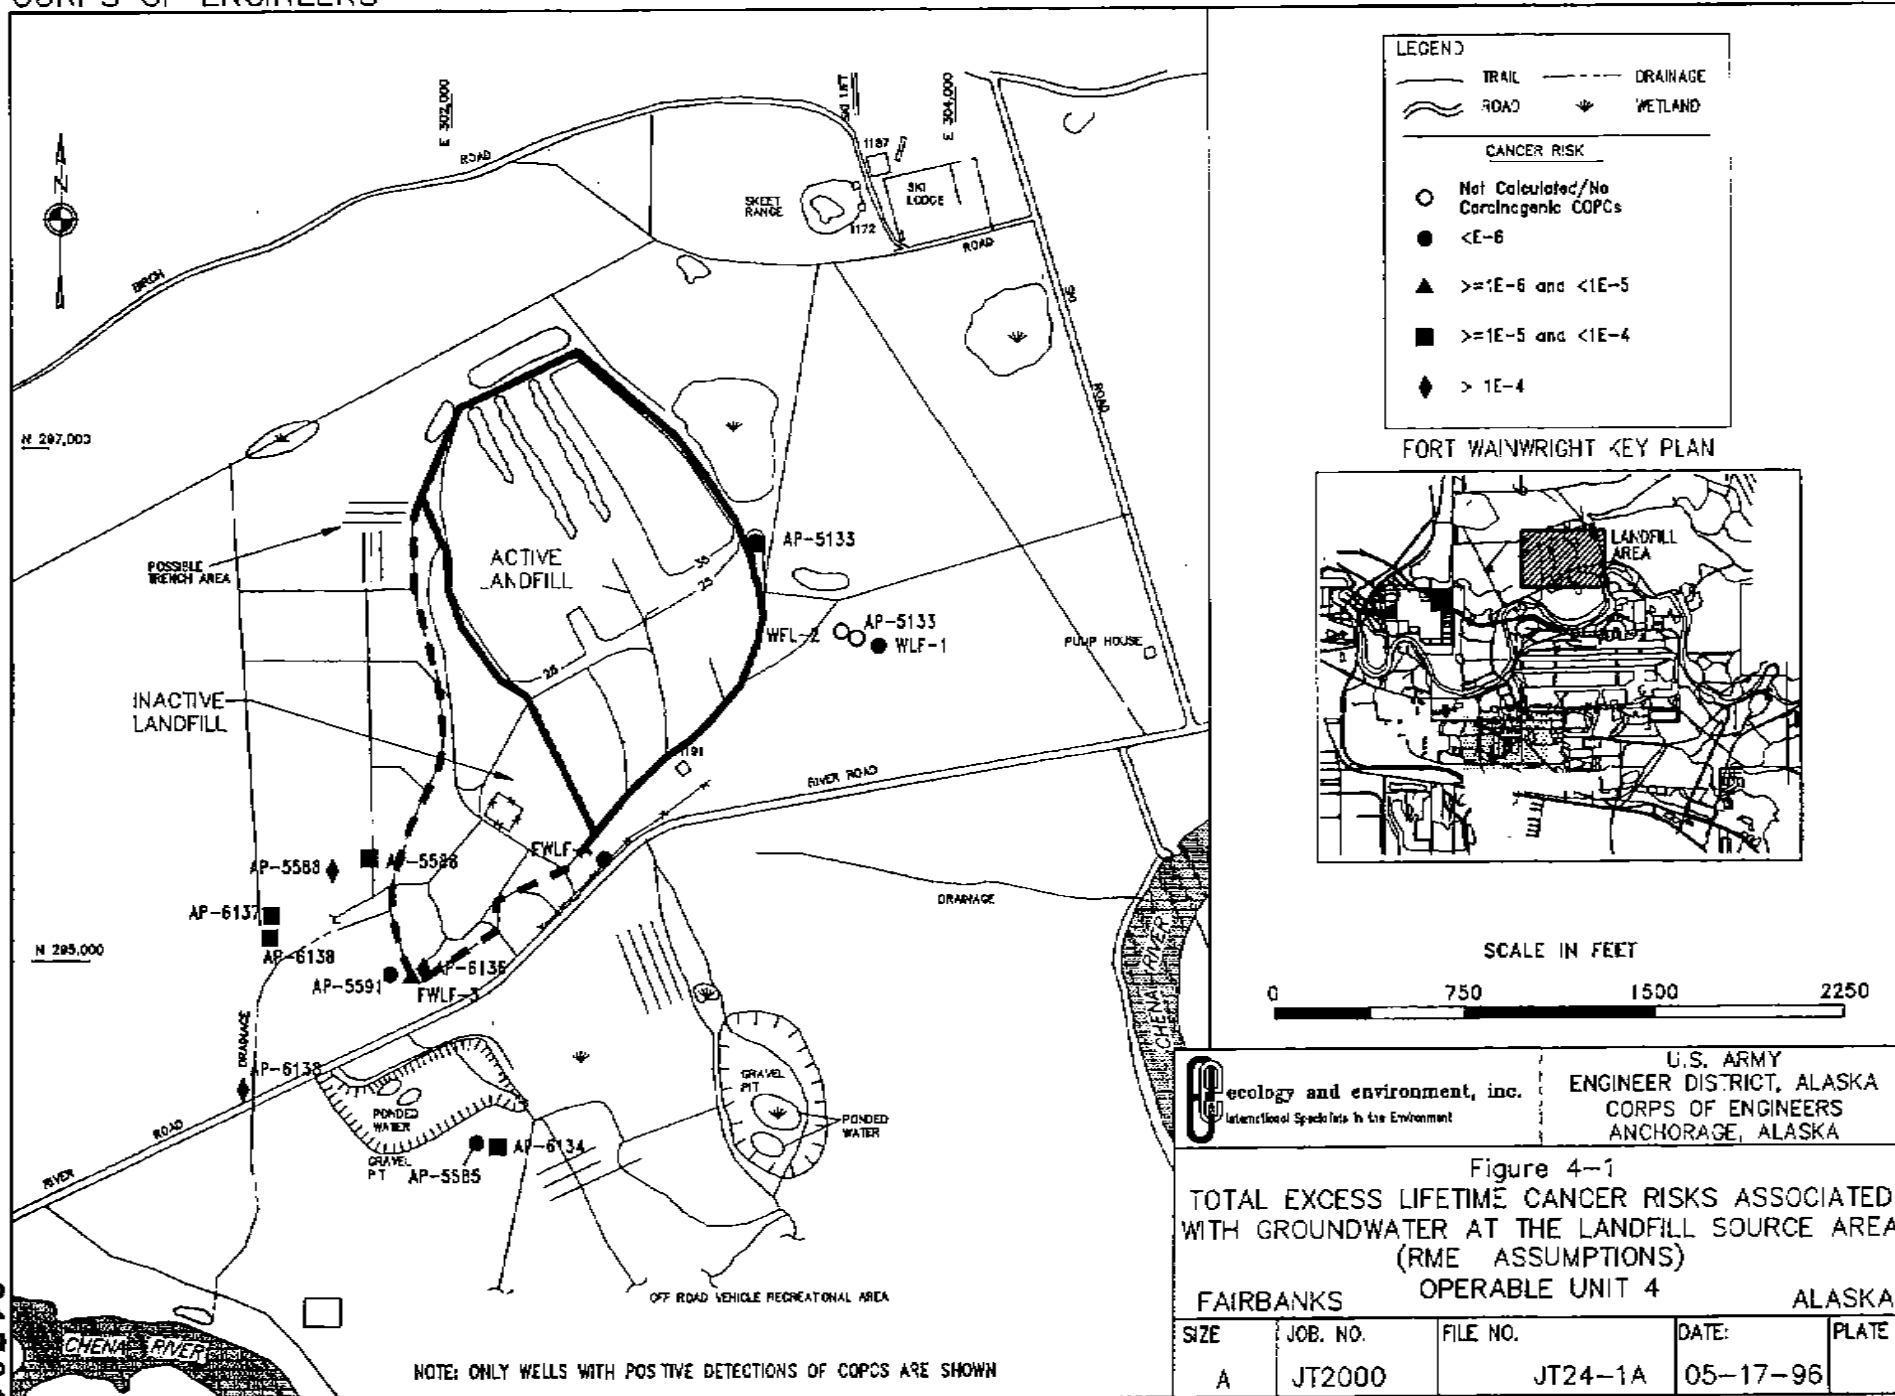 CORPS OF ENGINEERS
E 302,000
SKI LIFT
E 304,000
ROAD
1187
SKEET
RANGE
SKI
LODGE
1172
ROAD
BIRCH
ROAD
N 297,000
POSSIBLE
TRENCH AREA
ACTIVE
LANDFILL
35
25
25
AP-5133
WFL-2
AP-5133
WLF-1
PUMP HOUSE
INACTIVE
LANDFILL
1191
RIVER ROAD
AP-5588
AP-5588
AP-6137
AP-6138
N 295,000
AP-5591
AP-6136
FWLF-3
DRAINAGE
CHENA RIVER
DRAINAGE
AP-6138
PONDED
WATER
GRAVEL
PIT
AP-5585
AP-6134
GRAVEL
PIT
PONDED
WATER
ROAD
RIVER
OFF ROAD VEHICLE RECREATIONAL AREA
CHENA RIVER
NOTE: ONLY WELLS WITH POSTIVE DETECTIONS OF COPCS ARE SHOWN
LEGEND
TRAIL
DRAINAGE
ROAD
WETLAND
CANCER RISK
Not Calculated/No
Carcinogenic COPCs
<E-6
>=1E-6 and <1E-5
>=1E-5 and <1E-4
> 1E-4
FORT WAINWRIGHT KEY PLAN
LANDFILL
AREA
SCALE IN FEET
0 750 1500 2250
ecology and environment, inc.
International Specialists in the Environment
U.S. ARMY
ENGINEER DISTRICT, ALASKA
CORPS OF ENGINEERS
ANCHORAGE, ALASKA
Figure 4-1
TOTAL EXCESS LIFETIME CANCER RISKS ASSOCIATED
WITH GROUNDWATER AT THE LANDFILL SOURCE AREA
(RME ASSUMPTIONS)
OPERABLE UNIT 4
FAIRBANKS ALASKA
SIZE JOB. NO. FILE NO. DATE: PLATE
A JT2000 JT24-1A 05-17-96